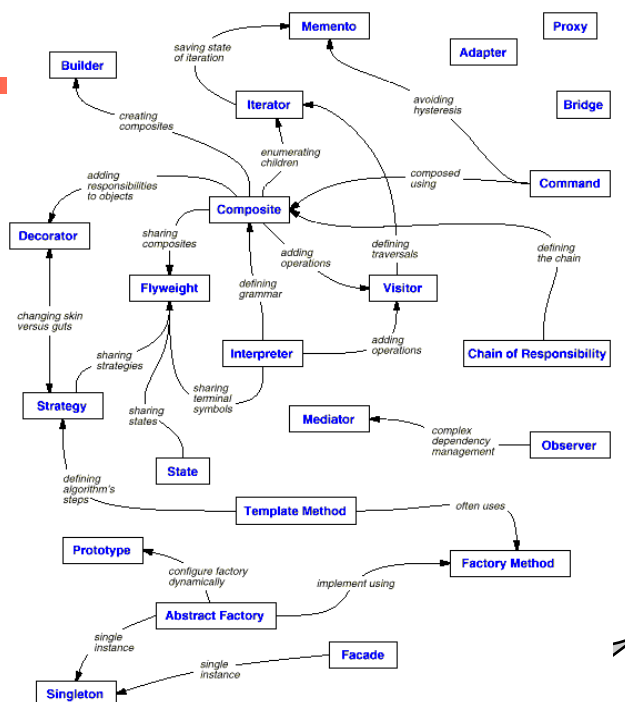 Memento
Proxy
saving state
of iteration
Adapter
Builder
Iterator
avoiding
hysteresis
Bridge
creating
composites
enumerating
children
adding
responsibilities
to objects
composed
using
Command
Composite
Decorator
sharing
composites
adding
operations
defining
traversals
defining
the chain
Flyweight
defining
grammar
Visitor
changing skin
versus guts
Interpreter
adding
operations
Chain of Responsibility
sharing
strategies
sharing
terminal
symbols
Strategy
sharing
states
Mediator
complex
dependency
management
Observer
State
defining
algorithm's
steps
Template Method
often uses
Prototype
configure factory
dynamically
implement using
Factory Method
Abstract Factory
single
instance
Facade
single
instance
Singleton